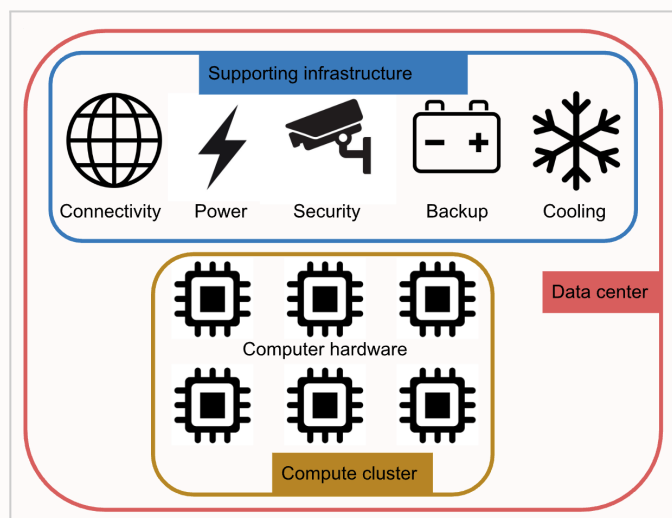 Supporting infrastructure
Connectivity
Power
Security
Backup
Cooling
Data center
Computer hardware
Compute cluster